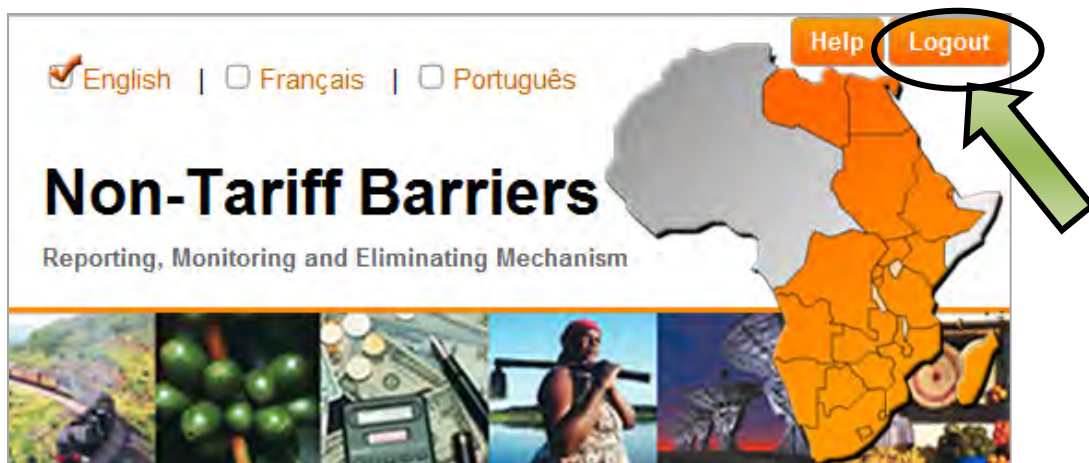 Help Logout
English | Français | Português
Non-Tariff Barriers
Reporting, Monitoring and Eliminating Mechanism